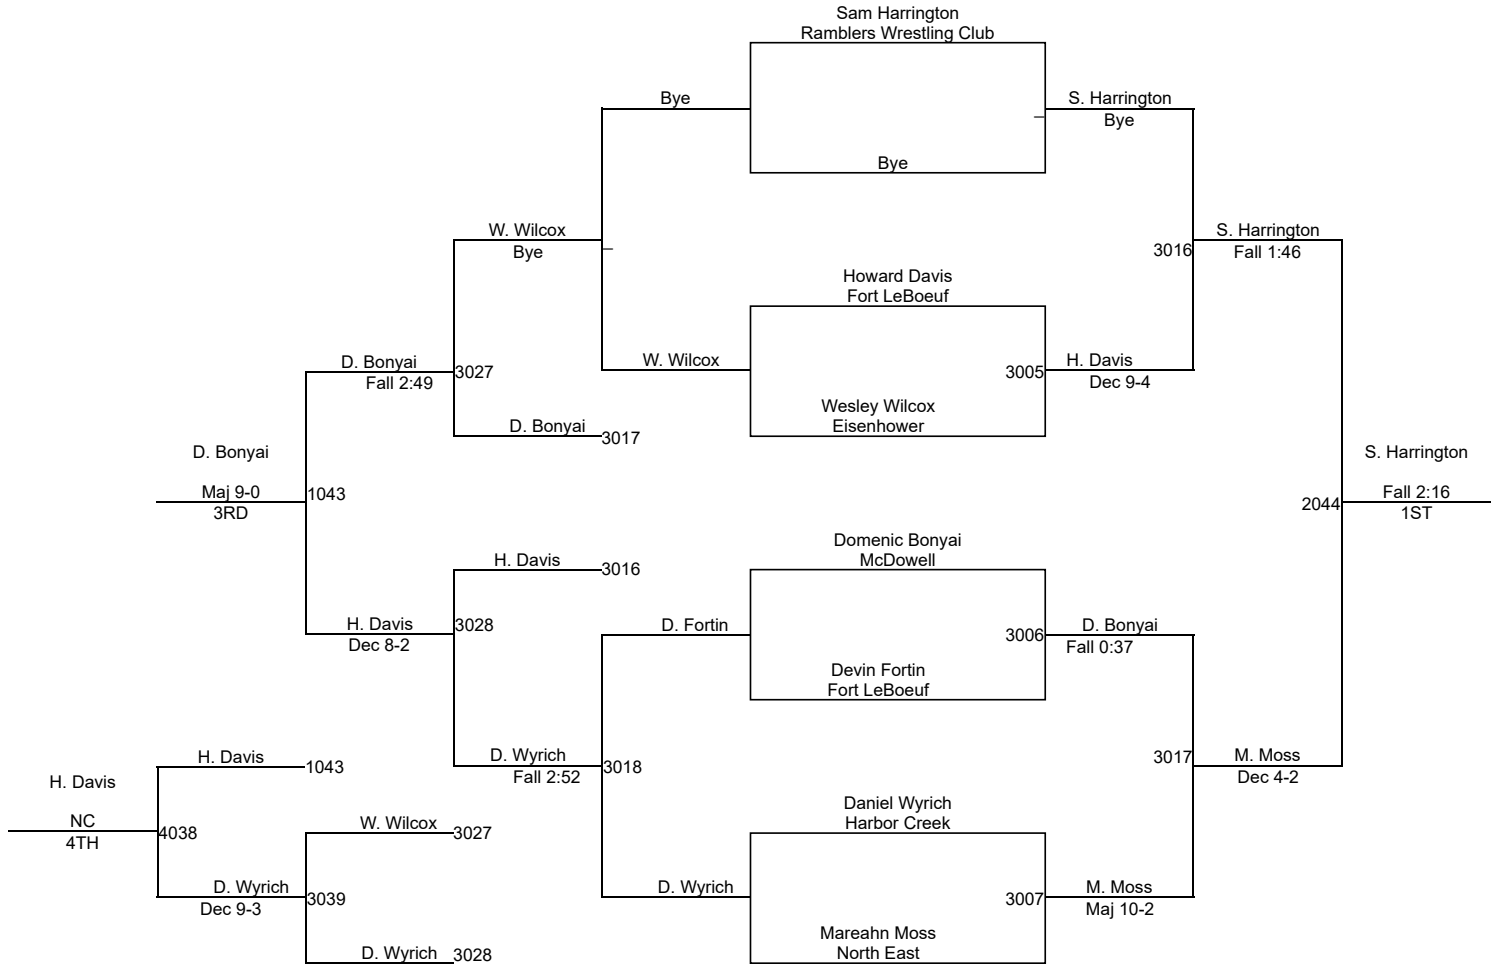 Sam Harrington
Ramblers Wrestling Club
Bye
S. Harrington
Bye
Bye
W. Wilcox
Bye
3016
S. Harrington
Fall 1:46
Howard Davis
Fort LeBoeuf
D. Bonyai
Fall 2:49
3027
W. Wilcox
3005
H. Davis
Dec 9-4
Wesley Wilcox
Eisenhower
D. Bonyai
3017
D. Bonyai
Maj 9-0
3RD
1043
S. Harrington
2044
Fall 2:16
1ST
Domenic Bonyai
McDowell
H. Davis
3016
H. Davis
Dec 8-2
3028
D. Fortin
3006
D. Bonyai
Fall 0:37
Devin Fortin
Fort LeBoeuf
H. Davis
1043
D. Wyrich
Fall 2:52
3018
3017
M. Moss
Dec 4-2
H. Davis
NC
4TH
4038
W. Wilcox
3027
Daniel Wyrich
Harbor Creek
D. Wyrich
Dec 9-3
3039
D. Wyrich
3007
M. Moss
Maj 10-2
D. Wyrich
3028
Mareahn Moss
North East